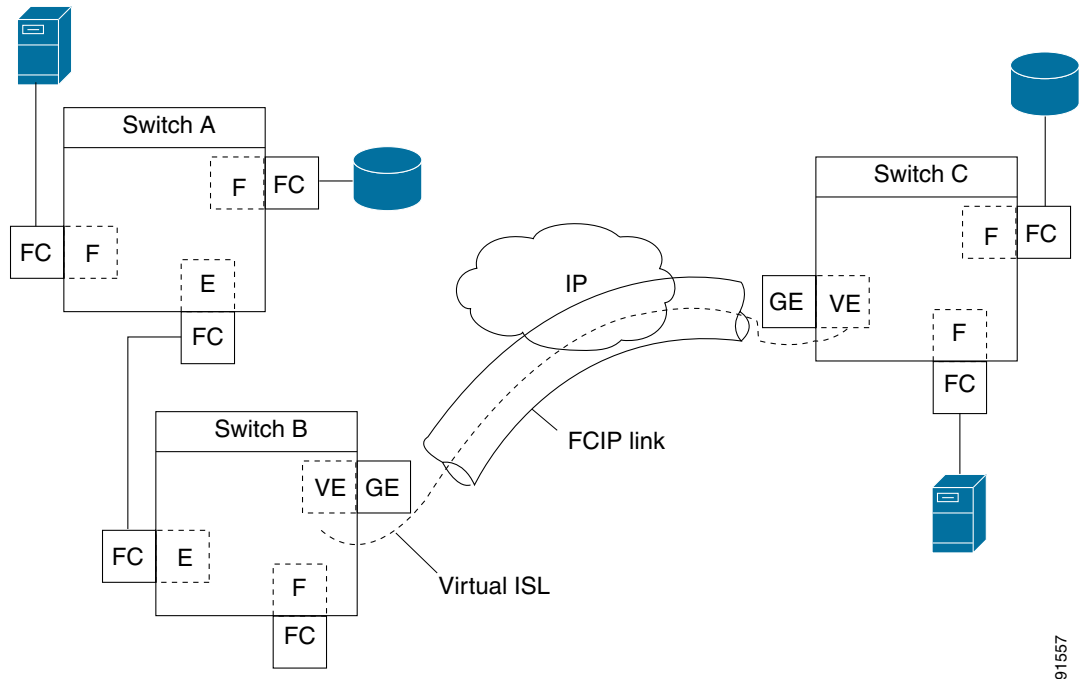 Switch A
F FC
FC F
E
FC
Switch B
VE GE
FC E
F
FC
IP
FCIP link
Virtual ISL
Switch C
F FC
GE VE
F
FC
91557